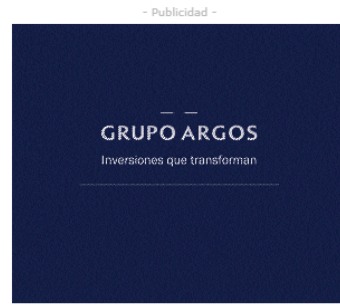 - Publicidad -
GRUPO ARGOS
Inversiones que transforman